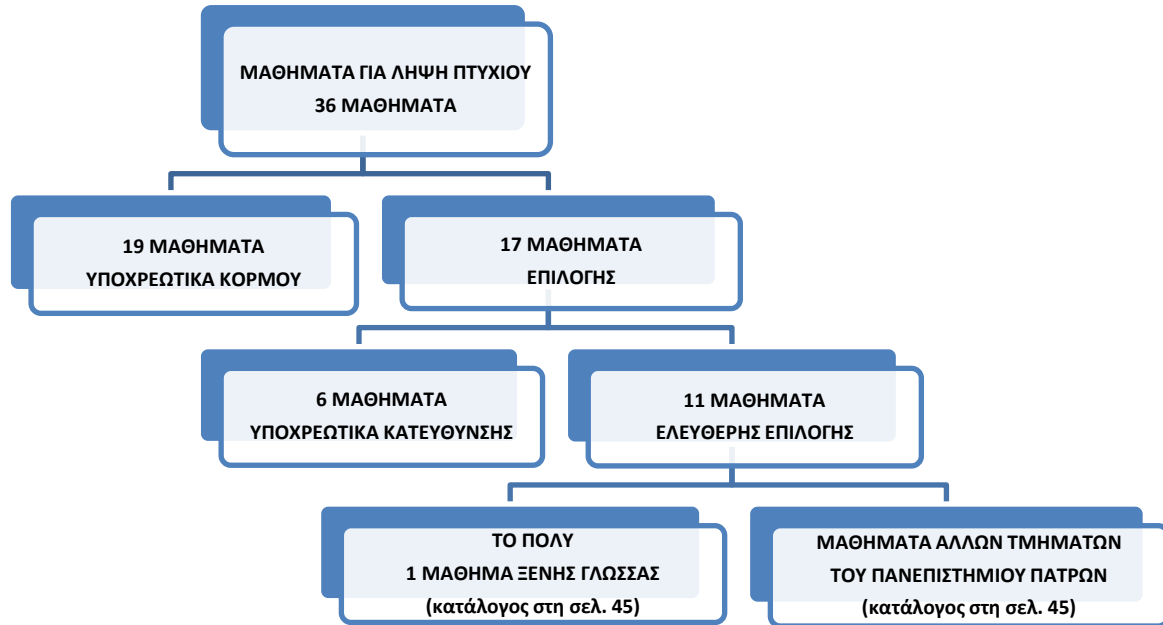 ΜΑΘΗΜΑΤΑ ΓΙΑ ΛΗΨΗ ΠΤΥΧΙΟΥ
36 ΜΑΘΗΜΑΤΑ
19 ΜΑΘΗΜΑΤΑ
ΥΠΟΧΡΕΩΤΙΚΑ ΚΟΡΜΟΥ
17 ΜΑΘΗΜΑΤΑ
ΕΠΙΛΟΓΗΣ
6 ΜΑΘΗΜΑΤΑ
ΥΠΟΧΡΕΩΤΙΚΑ ΚΑΤΕΥΘΥΝΣΗΣ
11 ΜΑΘΗΜΑΤΑ
ΕΛΕΥΘΕΡΗΣ ΕΠΙΛΟΓΗΣ
ΤΟ ΠΟΛΥ
1 ΜΑΘΗΜΑ ΞΕΝΗΣ ΓΛΩΣΣΑΣ
(κατάλογος στη σελ. 45)
ΜΑΘΗΜΑΤΑ ΑΛΛΩΝ ΤΜΗΜΑΤΩΝ
ΤΟΥ ΠΑΝΕΠΙΣΤΗΜΙΟΥ ΠΑΤΡΩΝ
(κατάλογος στη σελ. 45)